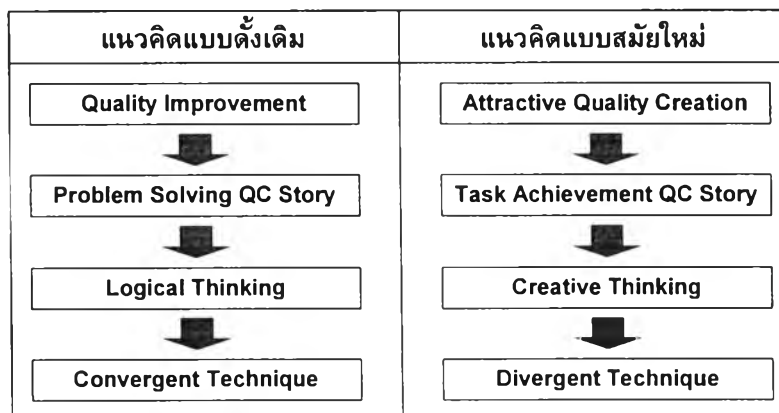 แนวคิดแบบดั้งเดิม
แนวคิดแบบสมัยใหม่
Quality Improvement
Attractive Quality Creation
Problem Solving QC Story
Task Achievement QC Story
Logical Thinking
Creative Thinking
Convergent Technique
Divergent Technique